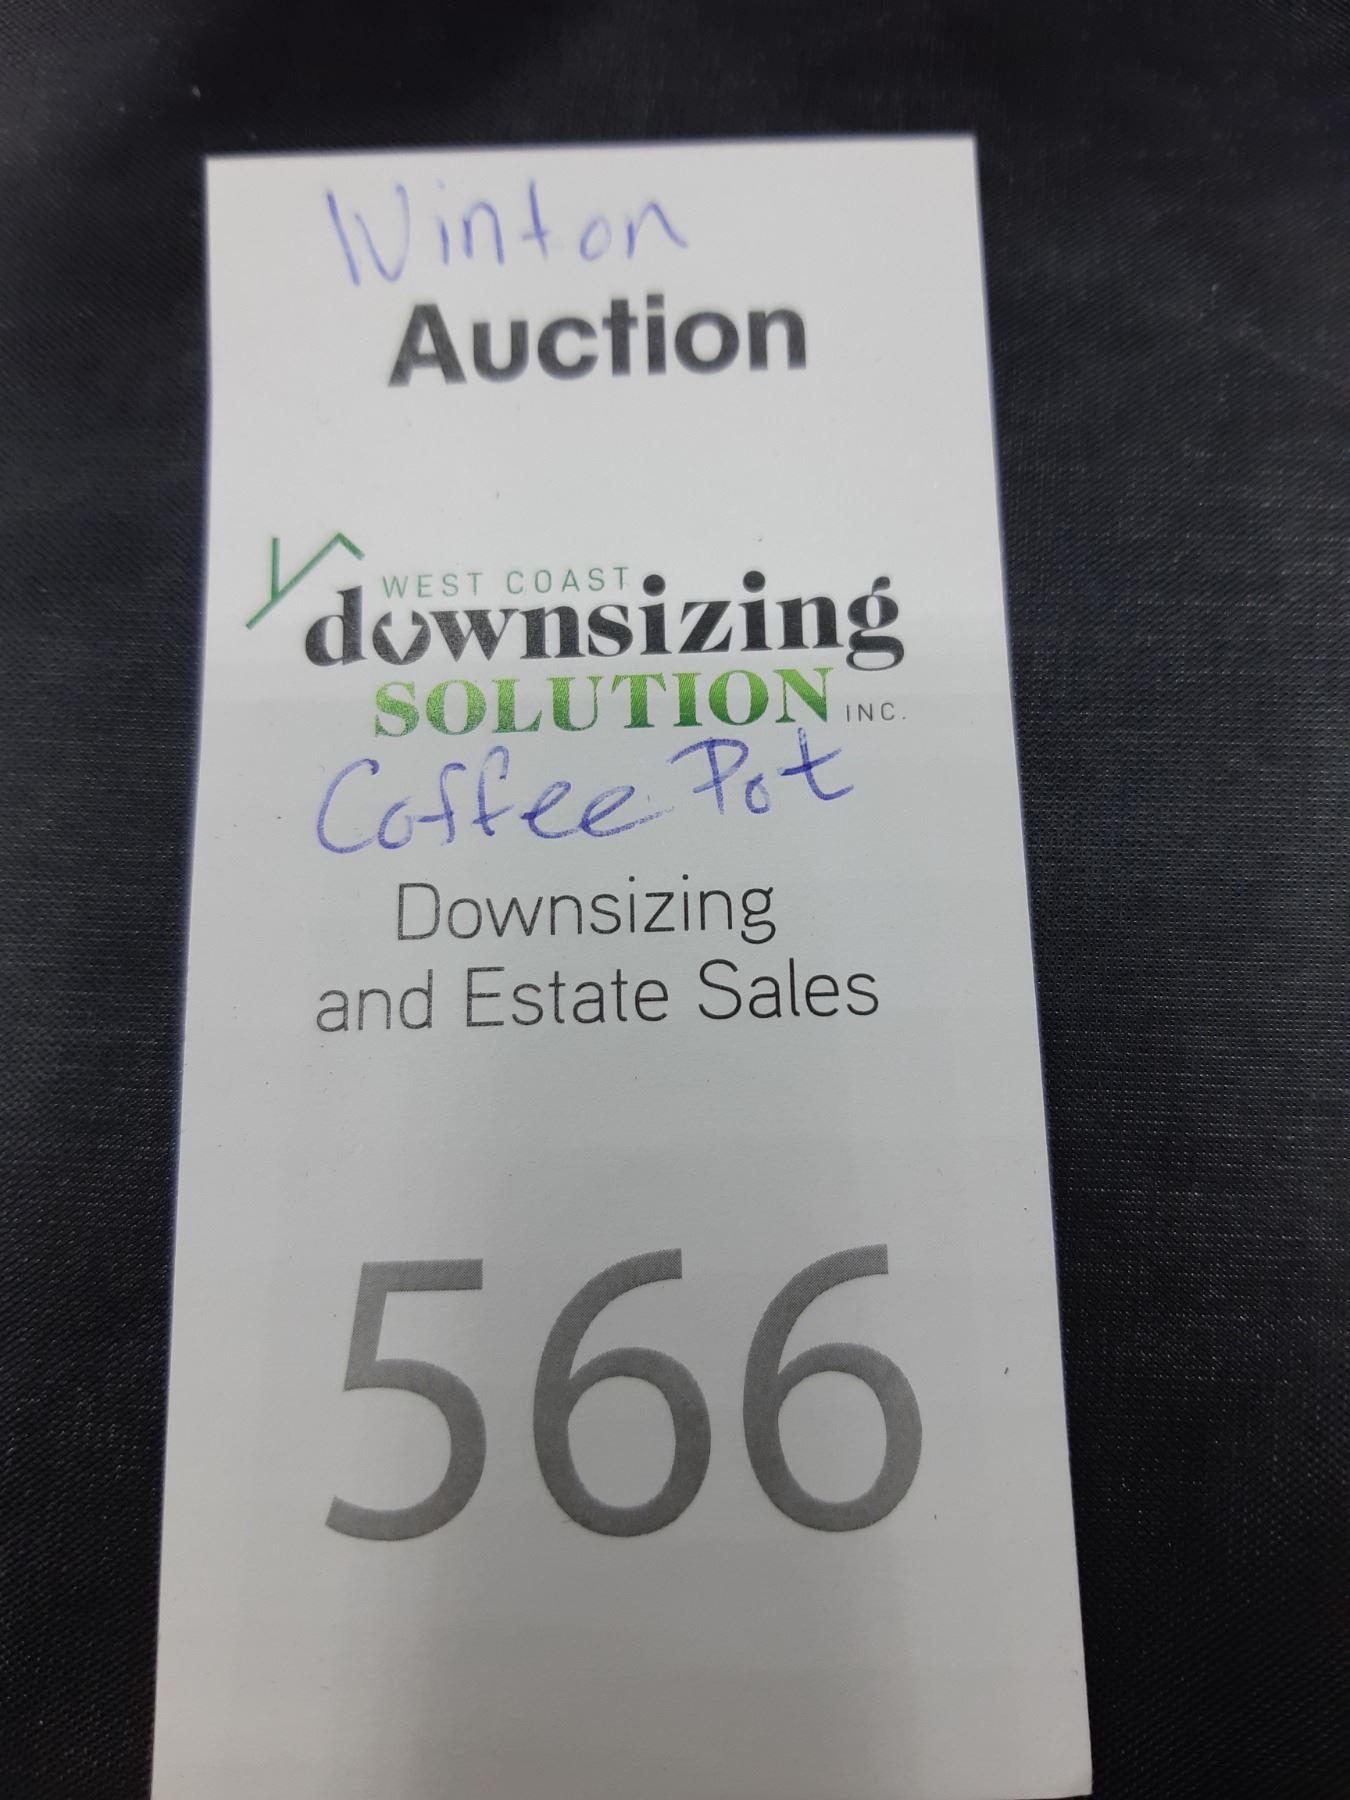 Winton
Auction
WEST COAST
downsizing
SOLUTION INC.
Coffee Pot
Downsizing
and Estate Sales
566